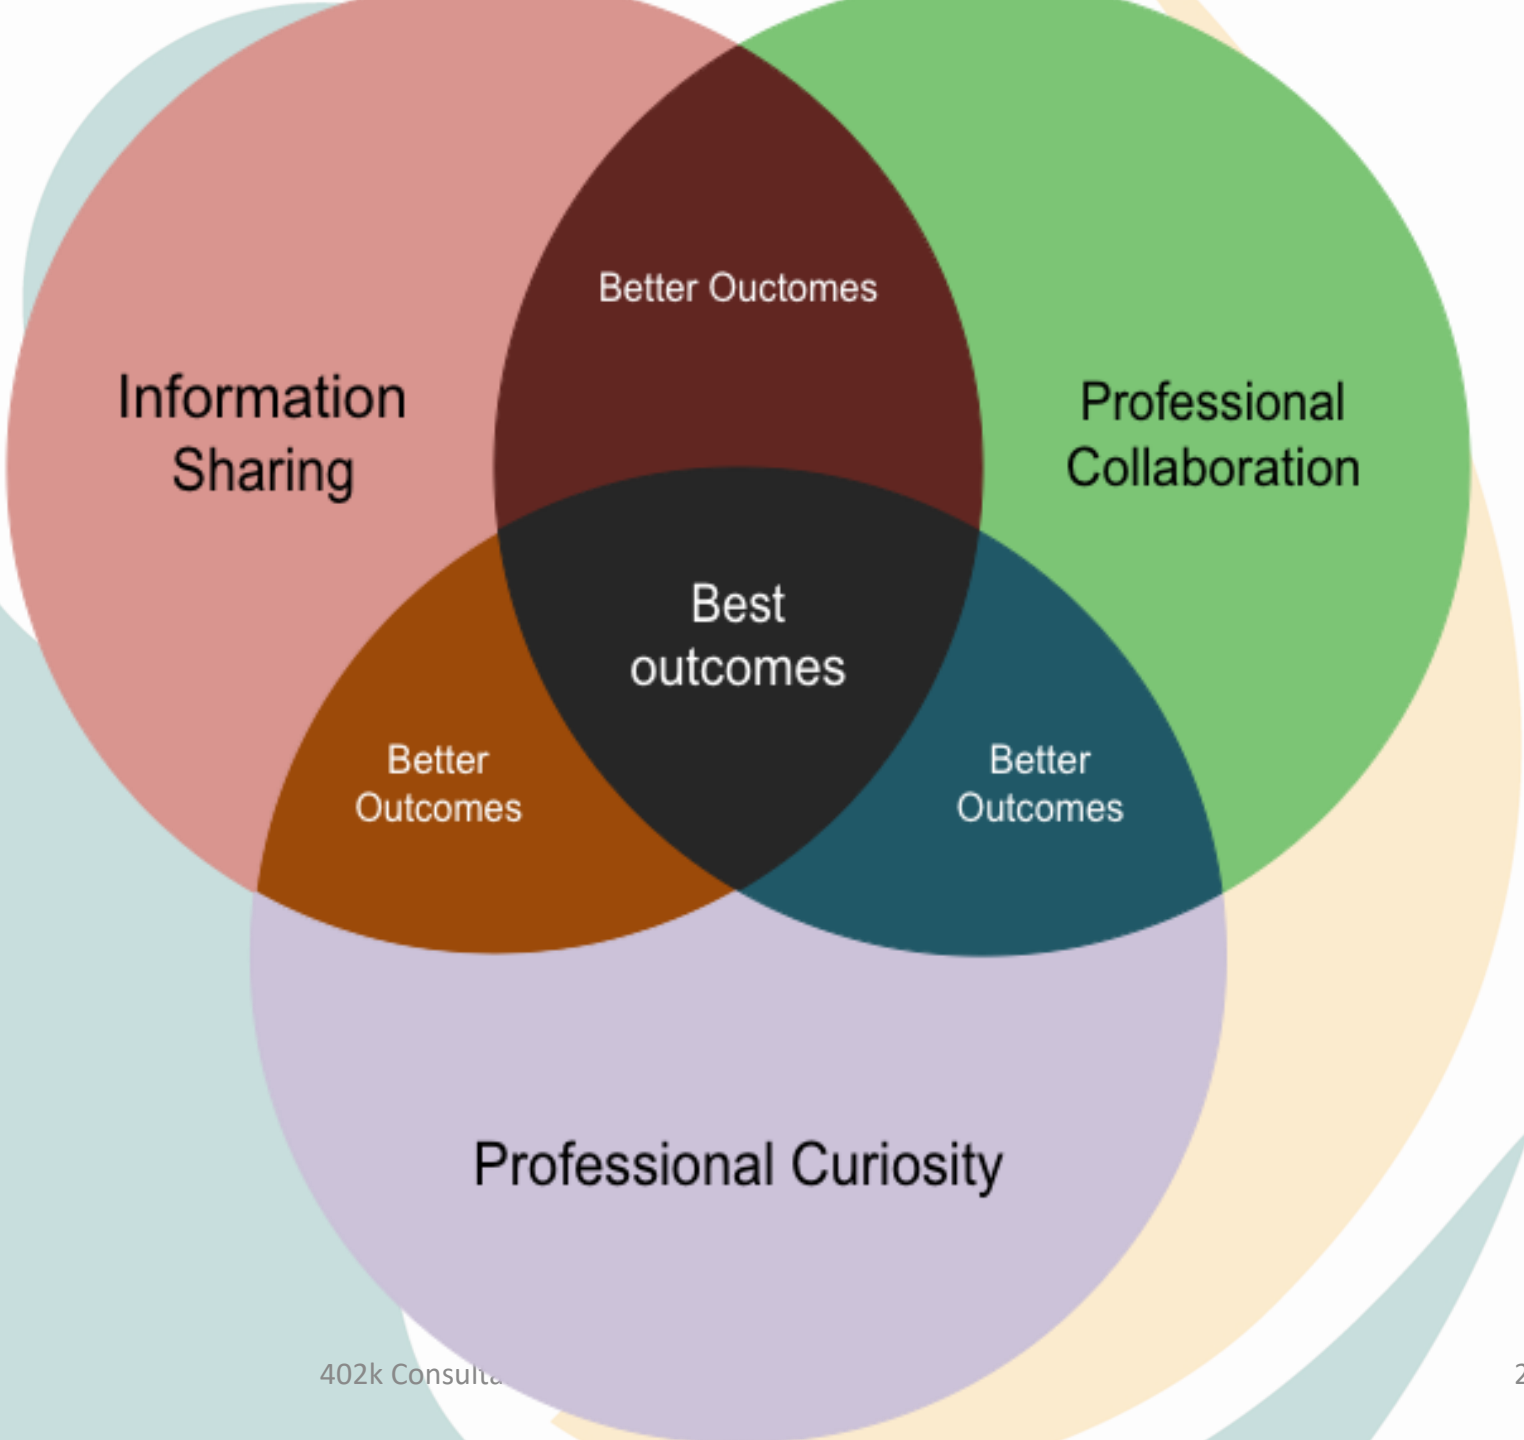 Better Ouctomes
Information
Sharing
Professional
Collaboration
Best
outcomes
Better
Outcomes
Better
Outcomes
Professional Curiosity
402k